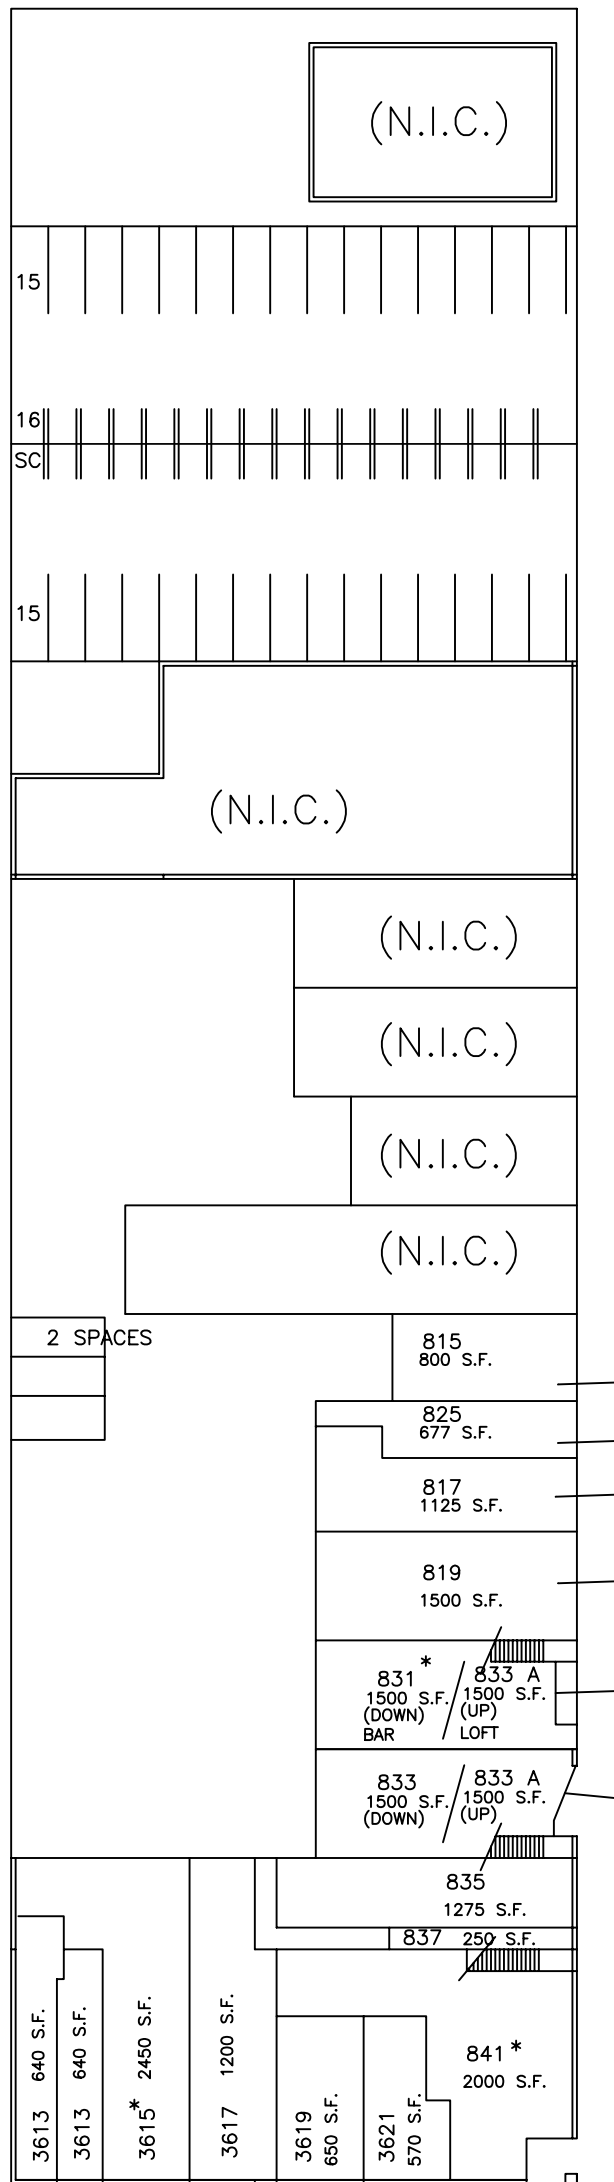 (N.I.C.)
15
16
SC
15
(N.I.C.)
(N.I.C.)
(N.I.C.)
(N.I.C.)
(N.I.C.)
2 SPACES
815
800 S.F.
825
677 S.F.
817
1125 S.F.
819
1500 S.F.
831*
1500 S.F.
(DOWN)
BAR
833 A
1500 S.F.
(UP)
LOFT
833
1500 S.F.
(DOWN)
833 A
1500 S.F.
(UP)
835
1275 S.F.
837 250 S.F.
841*
2000 S.F.
3613 640 S.F.
3613 640 S.F.
3615* 2450 S.F.
3617 1200 S.F.
3619
650 S.F.
3621
570 S.F.